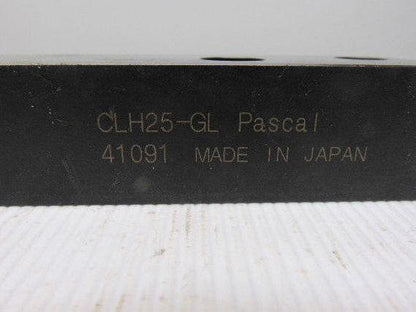 CLH25-GL Pascal
41091 MADE IN JAPAN